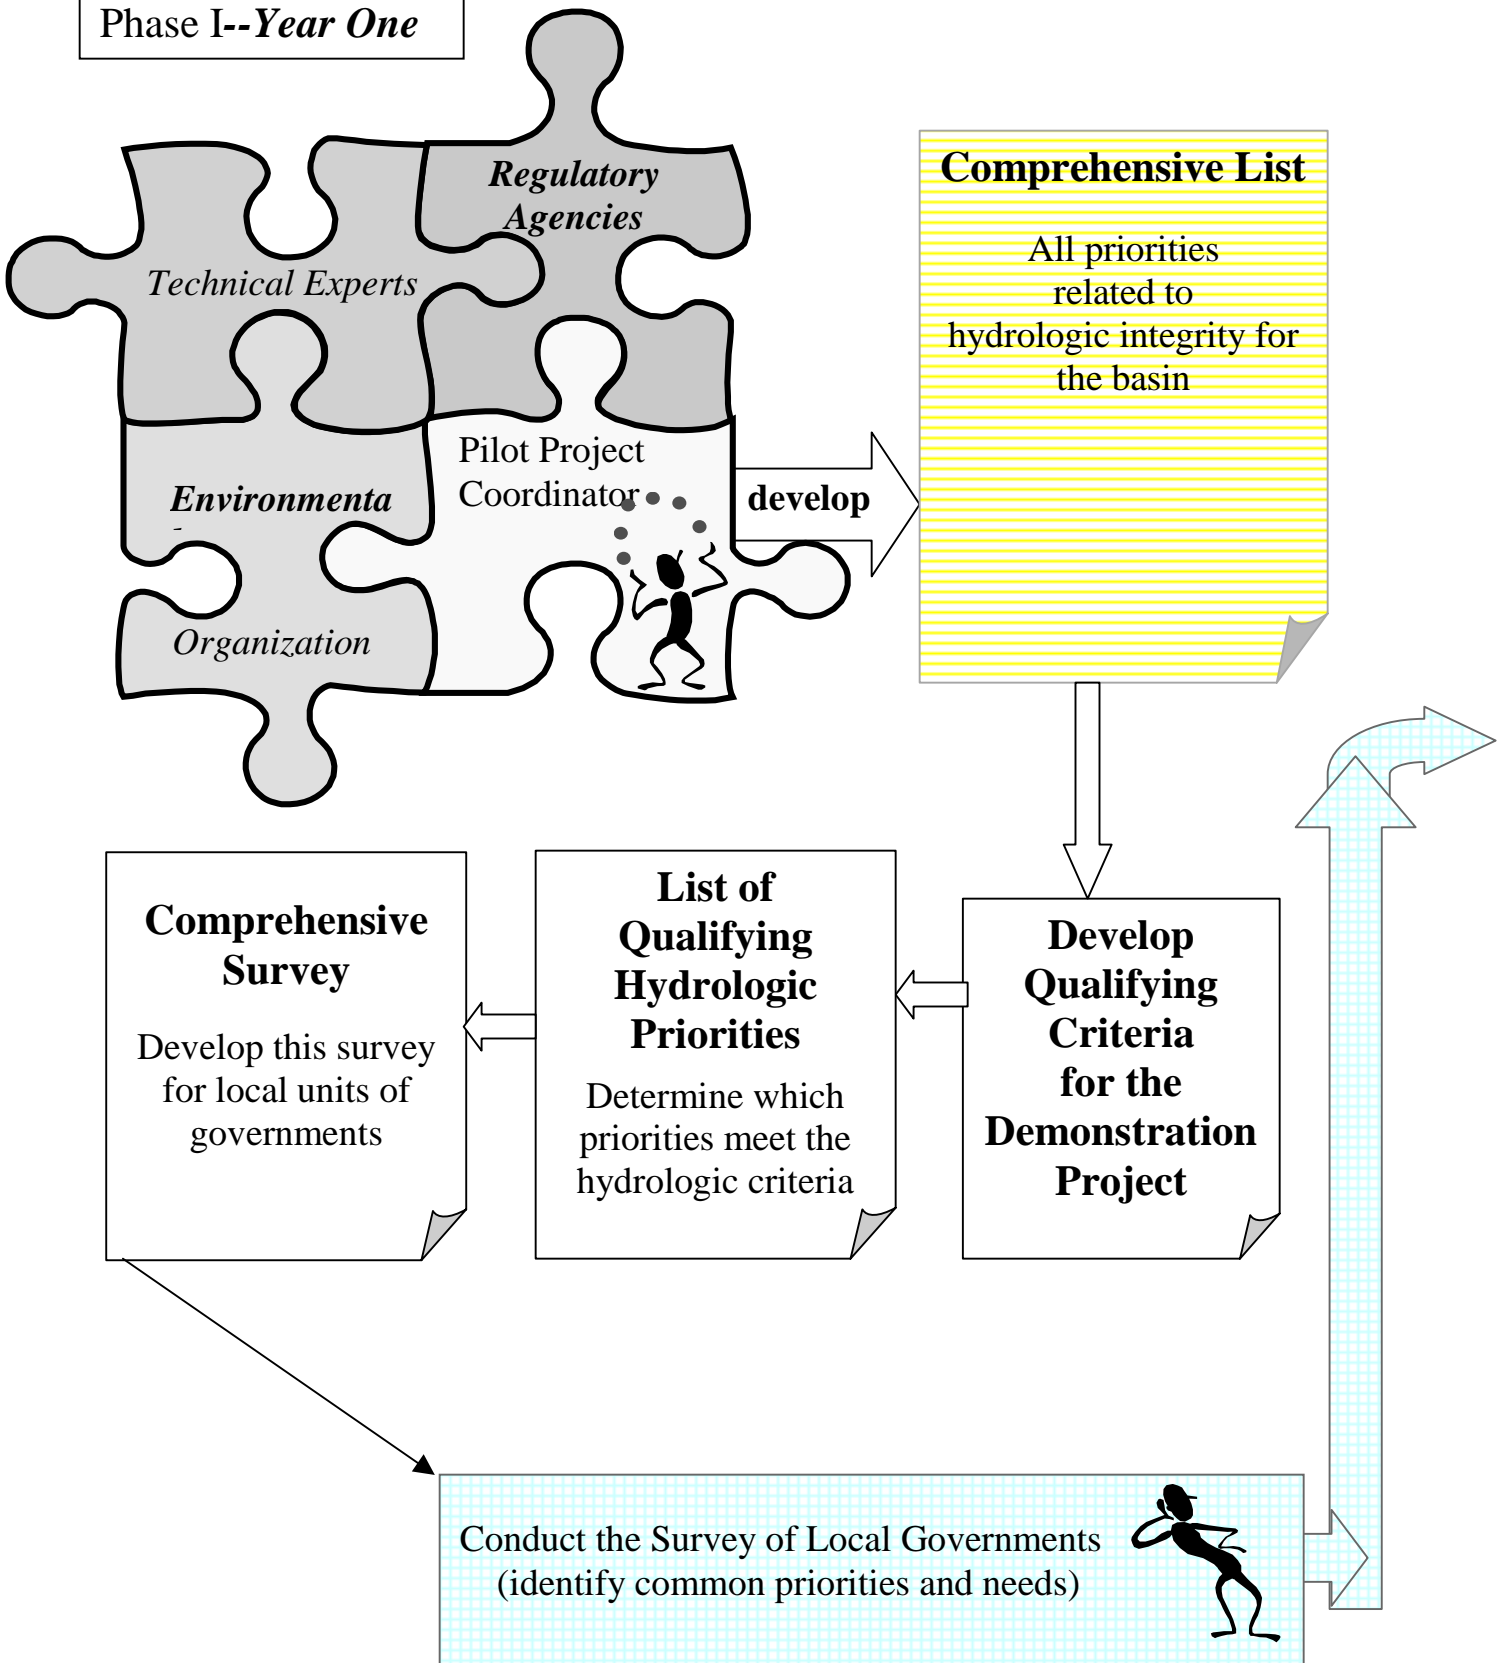 Phase I--Year One
Regulatory
Agencies
Technical Experts
Environmenta
Organization
Pilot Project
Coordinator
develop
Comprehensive List
All priorities
related to
hydrologic integrity for
the basin
Develop
Qualifying
Criteria
for the
Demonstration
Project
List of
Qualifying
Hydrologic
Priorities
Determine which
priorities meet the
hydrologic criteria
Comprehensive
Survey
Develop this survey
for local units of
governments
Conduct the Survey of Local Governments
(identify common priorities and needs)